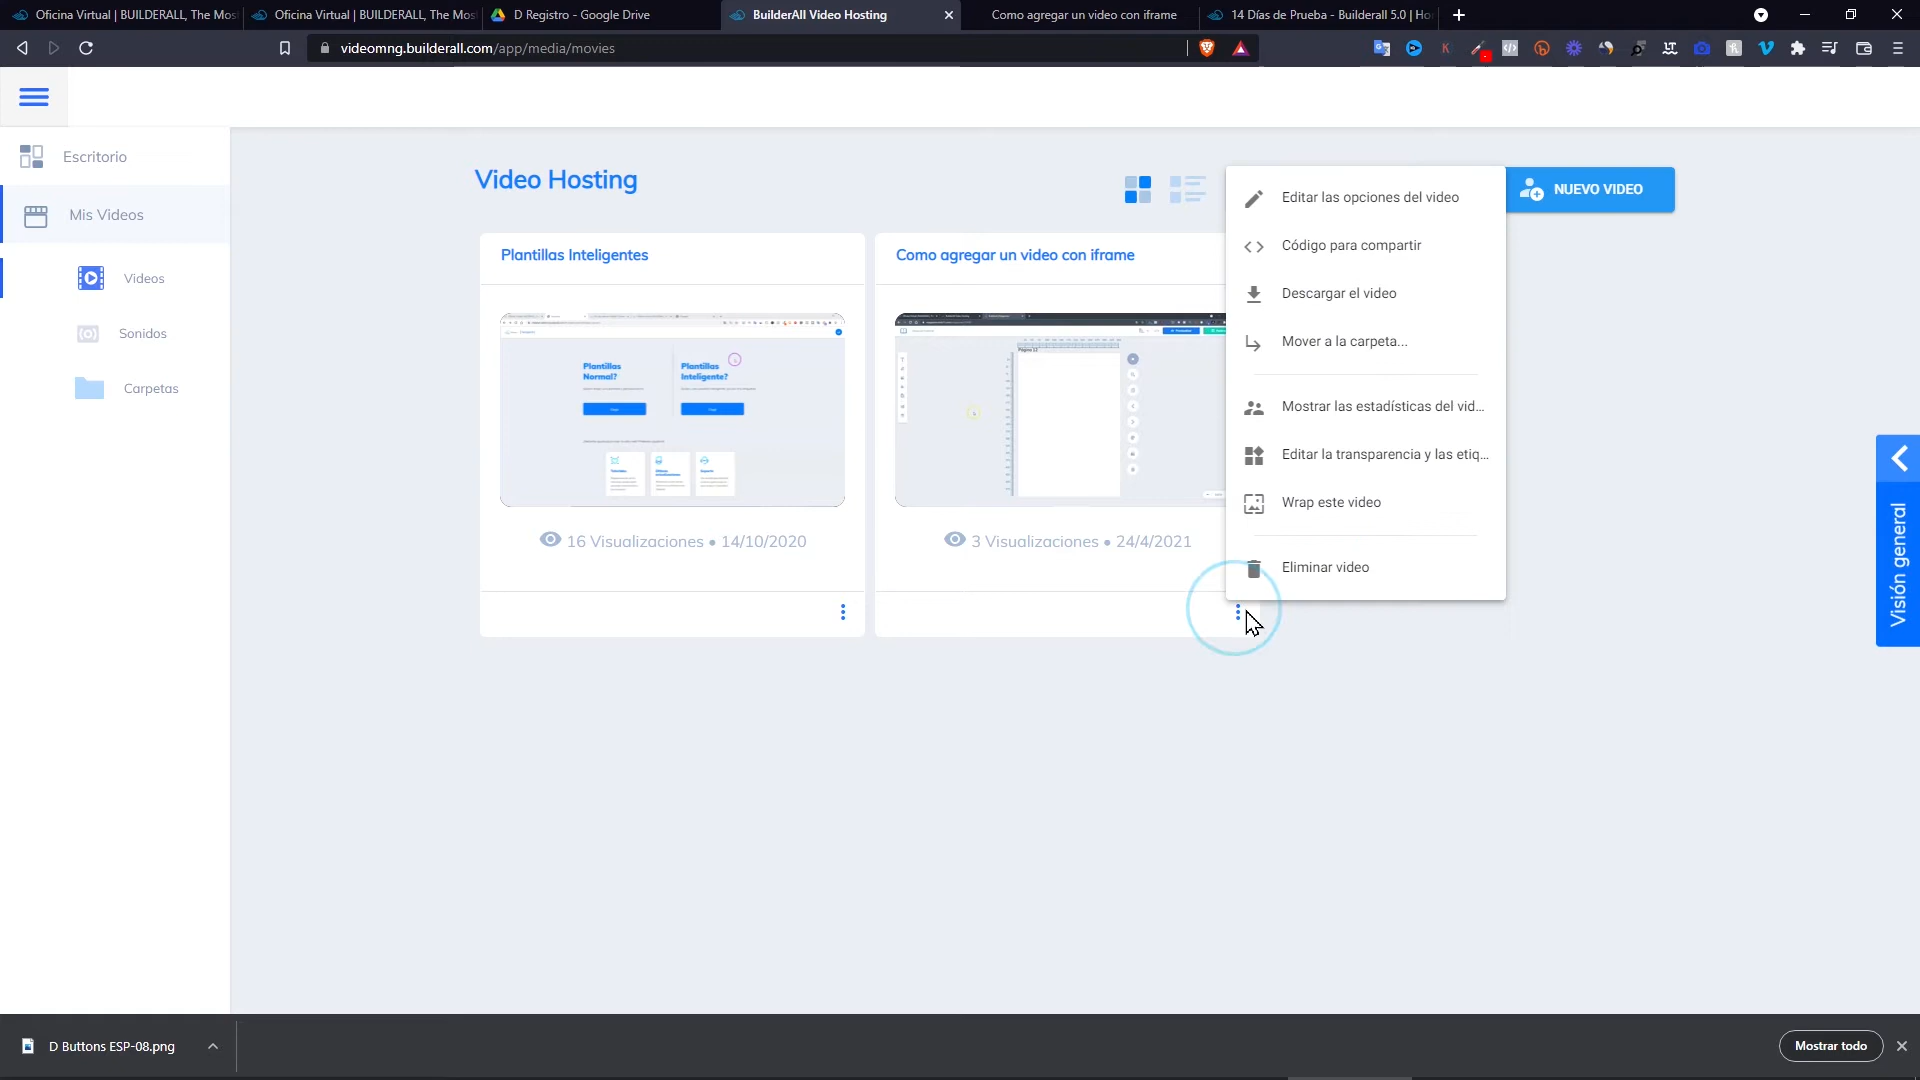 Oficina Virtual | BUILDERALL, The Mos
Oficina Virtual | BUILDERALL, The Mos
D Registro - Google Drive
BuilderAll Video Hosting
Como agregar un video con iframe
14 Días de Prueba - Builderall 5.0 | Ho
videomng.builderall.com/app/media/movies
Escritorio
Mis Videos
Videos
Sonidos
Carpetas
Video Hosting
NUEVO VIDEO
Plantillas Inteligentes
Plantillas Normal?
Plantillas Inteligente?
16 Visualizaciones • 14/10/2020
Como agregar un video con iframe
3 Visualizaciones • 24/4/2021
Editar las opciones del video
Código para compartir
Descargar el video
Mover a la carpeta...
Mostrar las estadísticas del vid...
Editar la transparencia y las etiq...
Wrap este video
Eliminar video
Visión general
D Buttons ESP-08.png
Mostrar todo